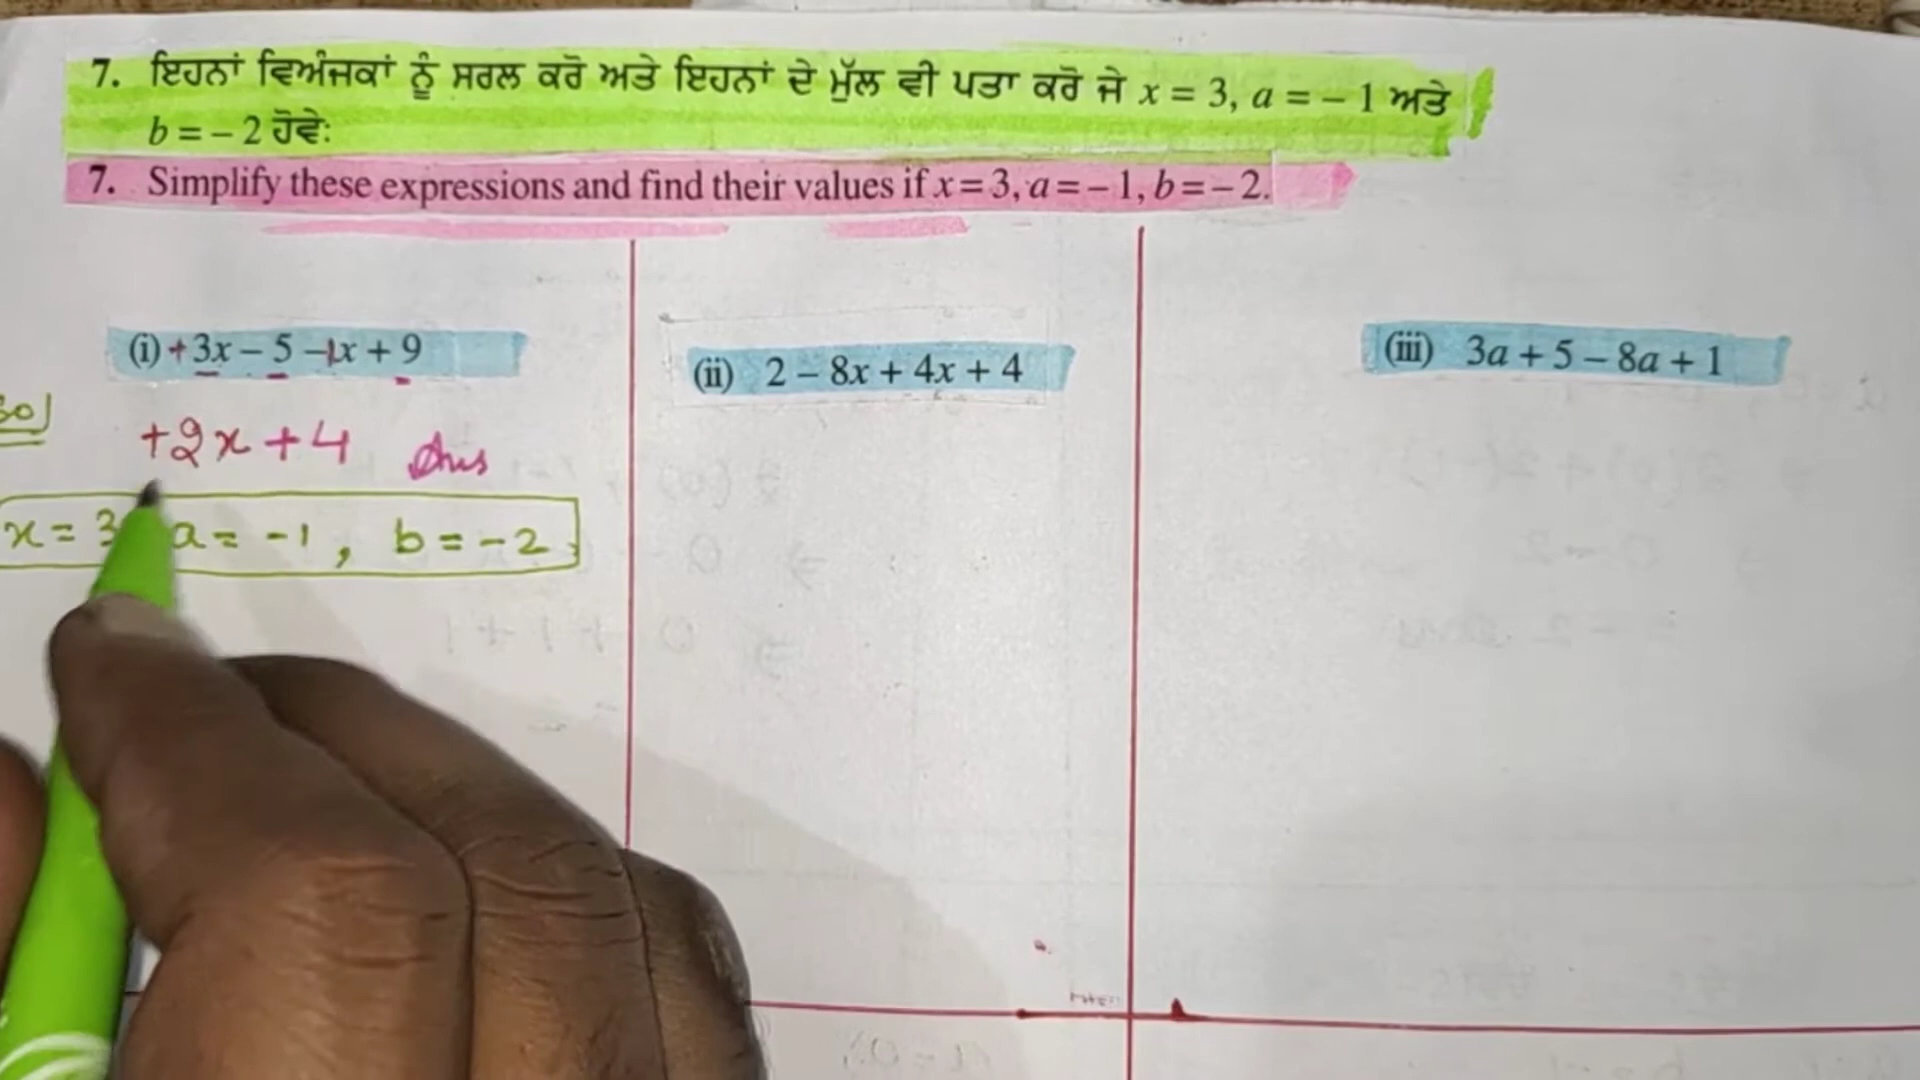 7. ਇਹਨਾਂ ਵਿਅੰਜਕਾਂ ਨੂੰ ਸਰਲ ਕਰੋ ਅਤੇ ਇਹਨਾਂ ਦੇ ਮੁੱਲ ਵੀ ਪਤਾ ਕਰੋ ਜੇ x = 3, a = – 1 ਅਤੇ
b = – 2 ਹੋਵੇ:
7. Simplify these expressions and find their values if x = 3, a = – 1, b = – 2.
(i) + 3x – 5 – 1x + 9
(ii) 2 – 8x + 4x + 4
(iii) 3a + 5 – 8a + 1
+2x + 4 Ans
x = 3 a = -1, b = -2